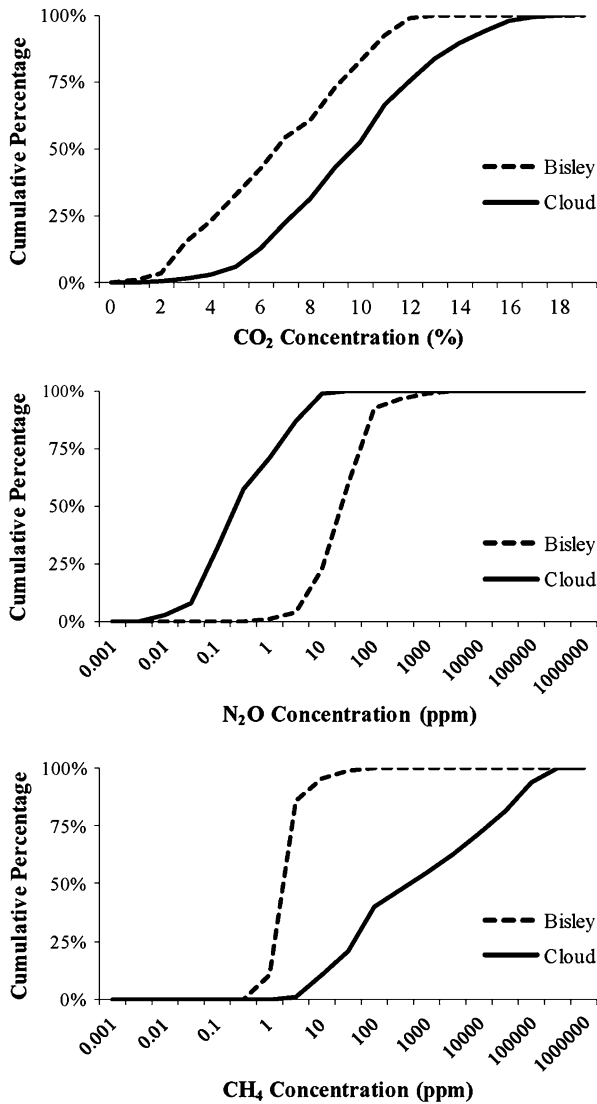 Cumulative Percentage
100%
75%
50%
25%
0%
Bisley
Cloud
0 2 4 6 8 10 12 14 16 18
CO₂ Concentration (%)
Cumulative Percentage
100%
75%
50%
25%
0%
Bisley
Cloud
0.001 0.01 0.1 1 10 100 1000 10000 100000 1000000
N₂O Concentration (ppm)
Cumulative Percentage
100%
75%
50%
25%
0%
Bisley
Cloud
0.001 0.01 0.1 1 10 100 1000 10000 100000 1000000
CH₄ Concentration (ppm)